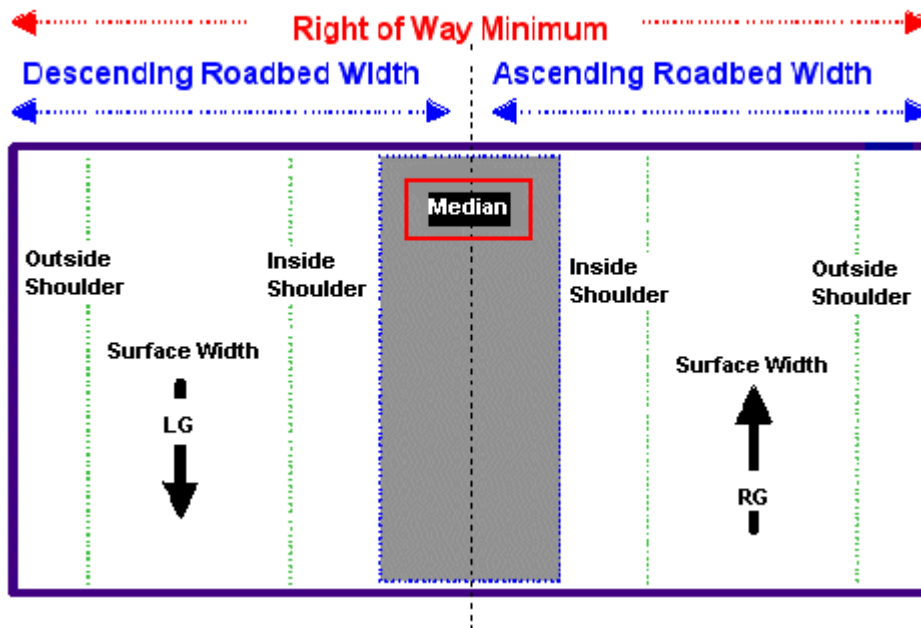 Right of Way Minimum
Descending Roadbed Width
Ascending Roadbed Width
Median
Outside
Shoulder
Inside
Shoulder
Inside
Shoulder
Outside
Shoulder
Surface Width
LG
Surface Width
RG